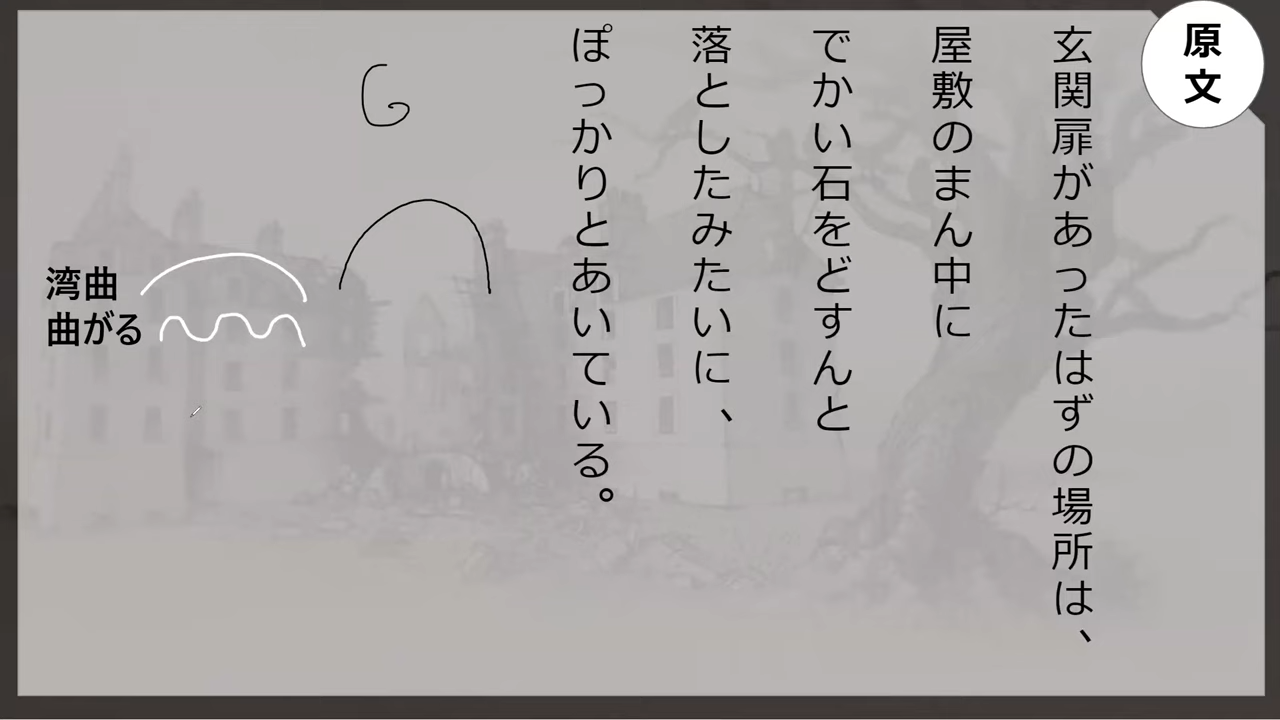 原文
玄関扉があったはずの場所は、
屋敷のまん中に
でかい石をどすんと
落としたみたいに、
ぽっかりとあいている。
G
湾曲
曲がる